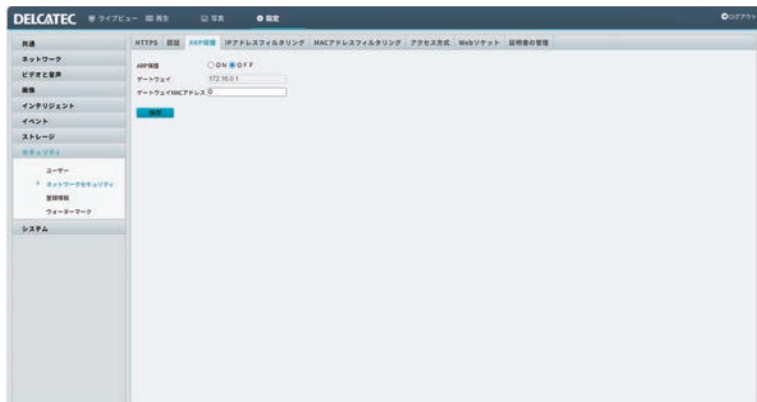 DELCATEC ライブビュー 再生 写真 設定 ログアウト
共通
ネットワーク
ビデオと音声
画像
インテリジェント
イベント
ストレージ
セキュリティ
ユーザー
ネットワークセキュリティ
登録情報
ウォーターマーク
システム
HTTPS 認証 ARP保護 IPアドレスフィルタリング MACアドレスフィルタリング アクセス方式 Webソケット 証明書の管理
ARP保護 ON OFF
ゲートウェイ 172.16.0.1
ゲートウェイMACアドレス 0
保存